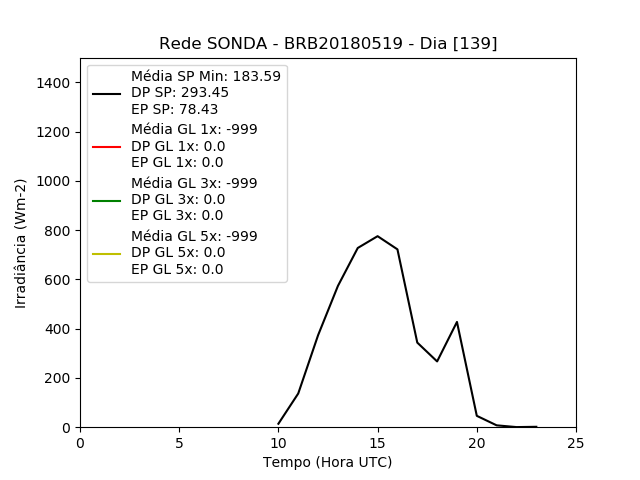 Rede SONDA - BRB20180519 - Dia [139]
Média SP Min: 183.59
DP SP: 293.45
EP SP: 78.43
Média GL 1x: -999
DP GL 1x: 0.0
EP GL 1x: 0.0
Média GL 3x: -999
DP GL 3x: 0.0
EP GL 3x: 0.0
Média GL 5x: -999
DP GL 5x: 0.0
EP GL 5x: 0.0
Irradiância (Wm-2)
1400
1200
1000
800
600
400
200
0
0 5 10 15 20 25
Tempo (Hora UTC)